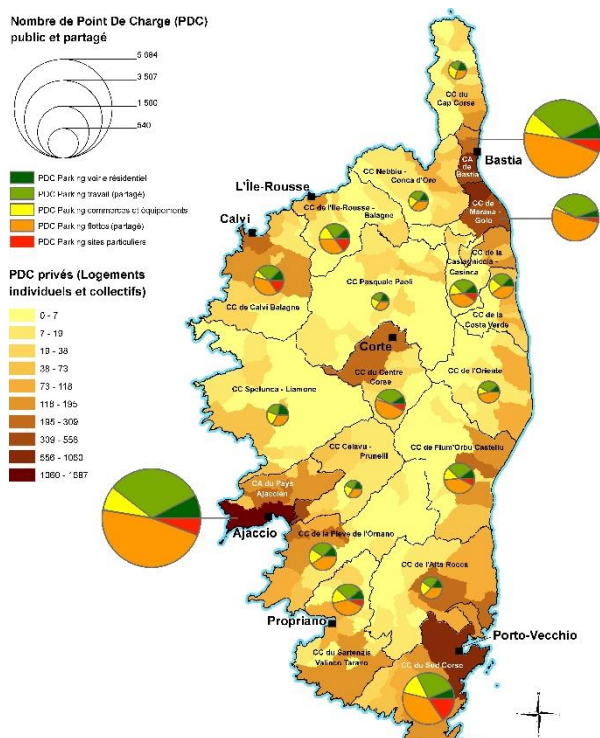 Nombre de Point De Charge (PDC)
public et partagé
5 664
3 507
1 560
540
PDC Parking voirie résidentiel
PDC Parking travail (partagé)
PDC Parking commerces et équipements
PDC Parking flottes (partagé)
PDC Parking sites particuliers
PDC privés (Logements
individuels et collectifs)
0 - 7
7 - 19
19 - 38
38 - 73
73 - 118
118 - 195
195 - 309
309 - 556
556 - 1053
1060 - 1587
CC du
Cap Corse
CA
de
Bastia
Bastia
CC Nebbiu -
Conca d'Oro
L'Île-Rousse
CC de l'Ile-Rousse -
Balagne
Calvi
CC de
Marana -
Golo
CC de la
Castagniccia -
Casinca
CC de Calvi Balagne
CC Pasquale Paoli
CC de la
Costa Verde
Corte
CC du Centre
Corse
CC de l'Oriente
CC Spelunca - Liamone
CC Celavu -
Prunelli
CC de Fium'Orbu Castellu
CA du Pays
Ajaccien
Ajaccio
CC de la Pieve de l'Ornano
CC de l'Alta Rocca
Propriano
Porto-Vecchio
CC du Sartenais
Valinco Taravo
CC du Sud Corse